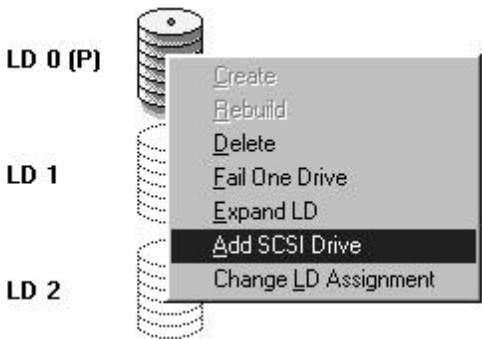 LD 0 (P)
Create
Rebuild
Delete
Fail One Drive
LD 1
Expand LD
Add SCSI Drive
Change LD Assignment
LD 2